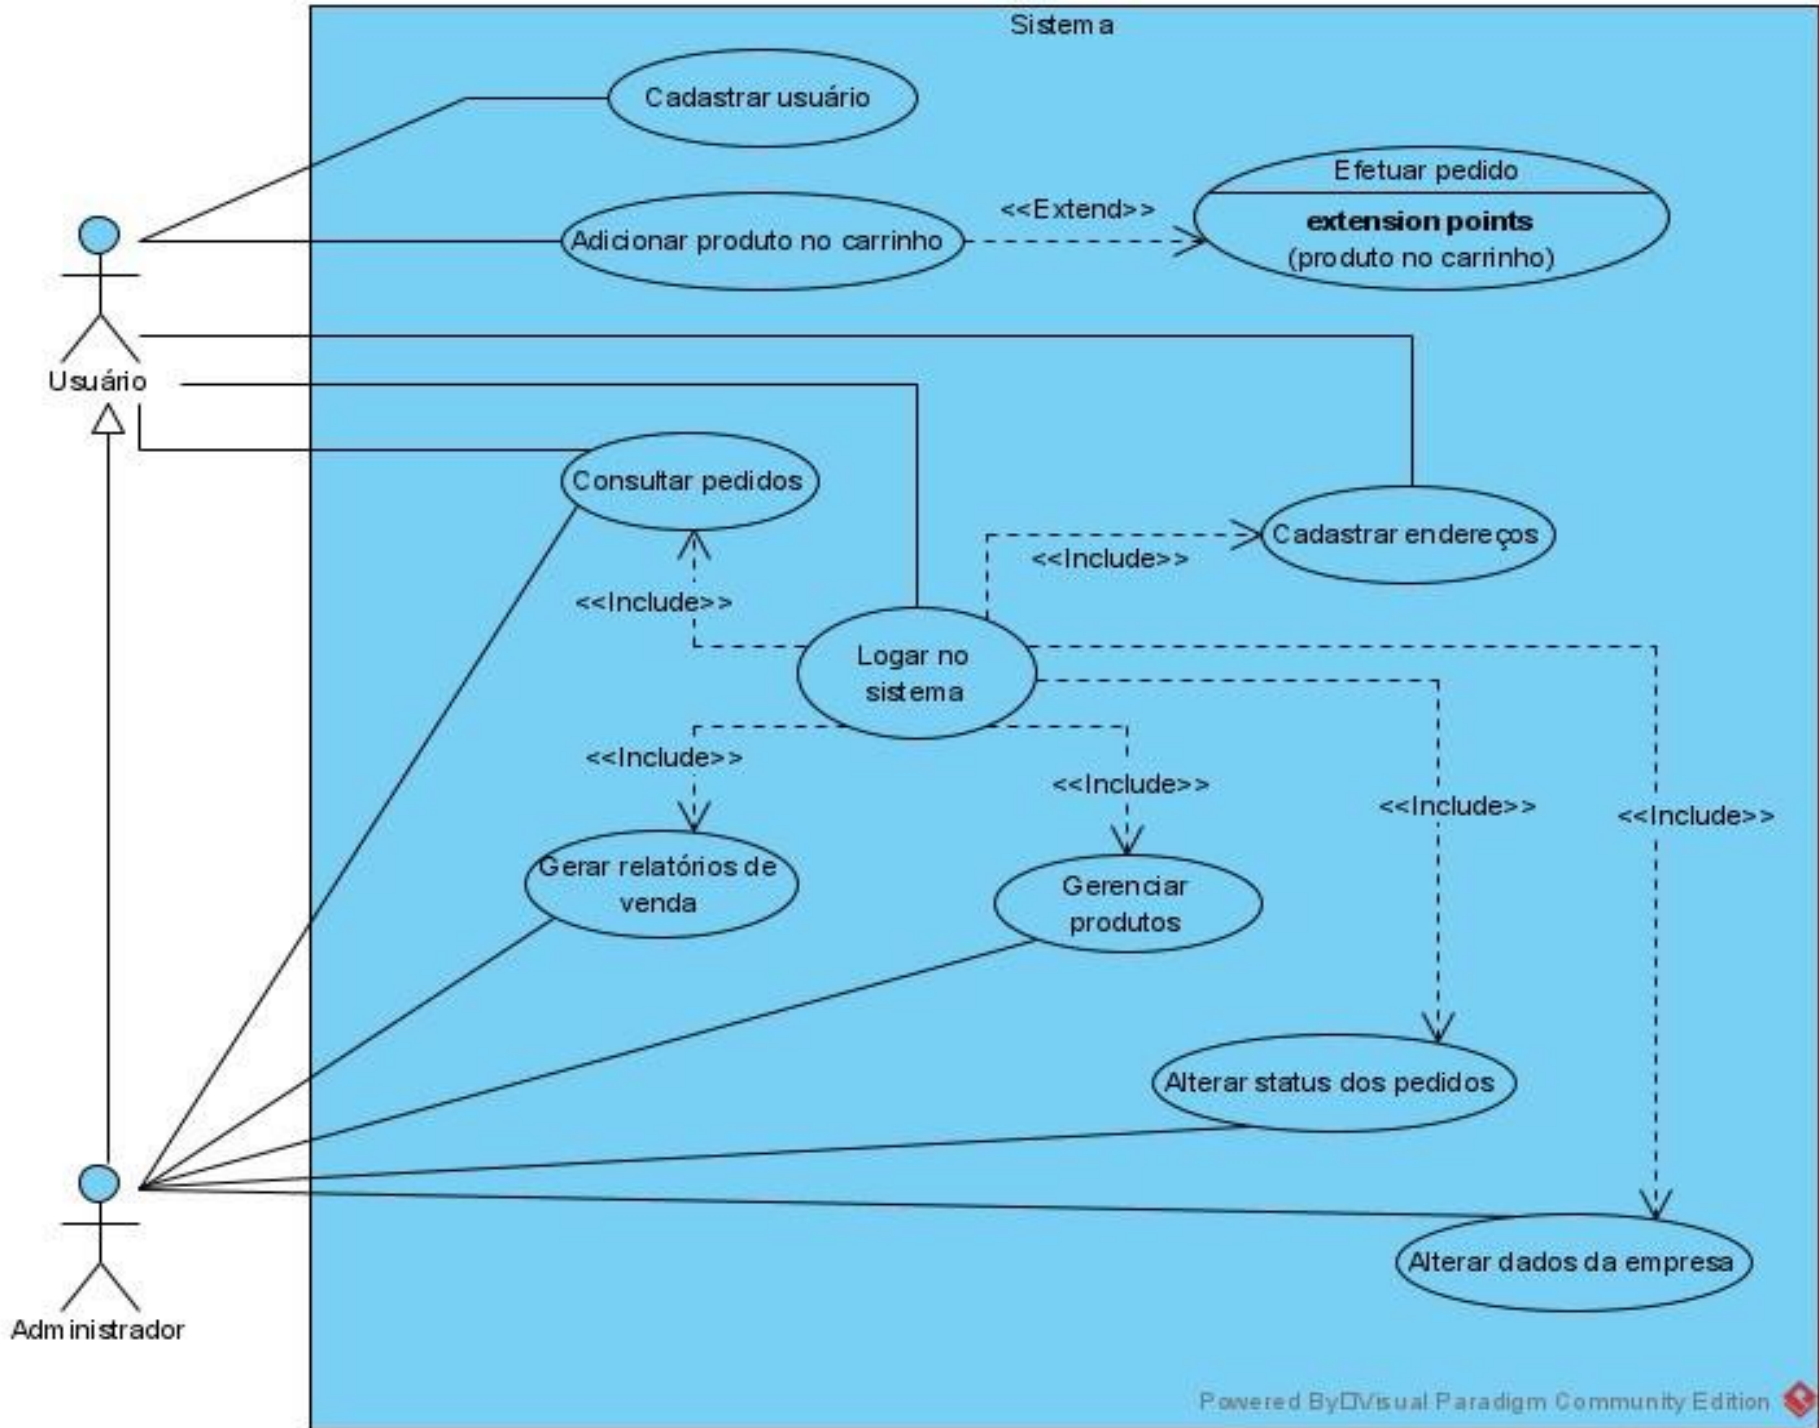 Sistema
Cadastrar usuário
Efetuar pedido
<<Extend>>
extension points
Adicionar produto no carrinho
(produto no carrinho)
Usuário
Consultar pedidos
Cadastrar endereços
<<Include>>
<<Include>>
Logar no
sistema
<<Include>>
<<Include>>
<<Include>>
<<Include>>
Gerar relatórios de
venda
Gerenciar
produtos
Alterar status dos pedidos
Alterar dados da empresa
Administrador
Powered By□Visual Paradigm Community Edition